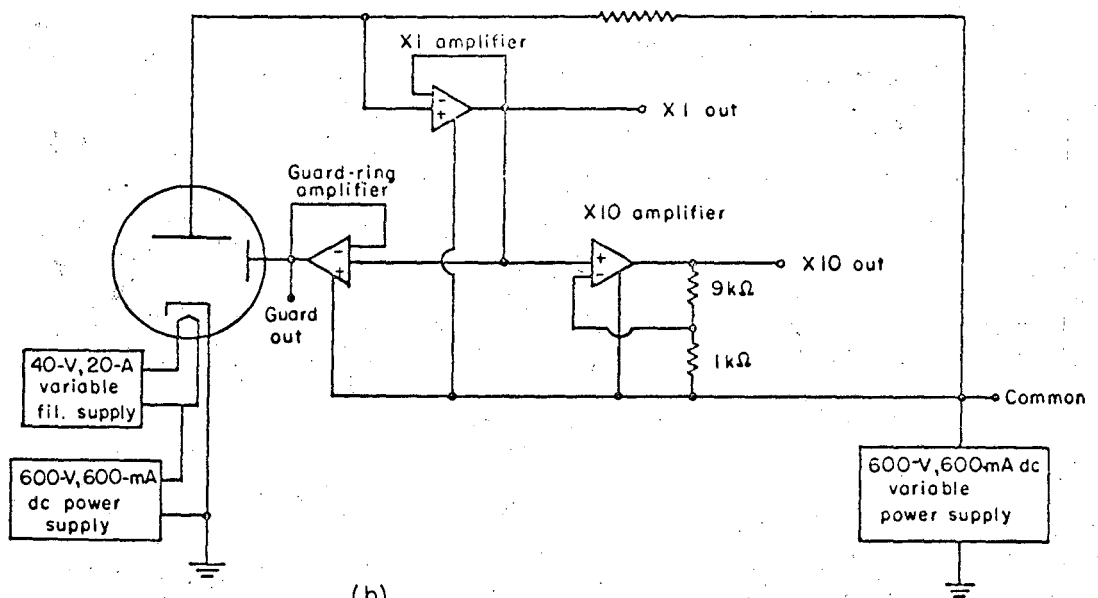 X1 amplifier
X1 out
Guard-ring
amplifier
X10 amplifier
X10 out
9kΩ
Guard
out
1kΩ
40-V, 20-A
variable
fil. supply
Common
600-V, 600-mA
dc power
supply
600-V, 600-mA dc
variable
power supply
(b)